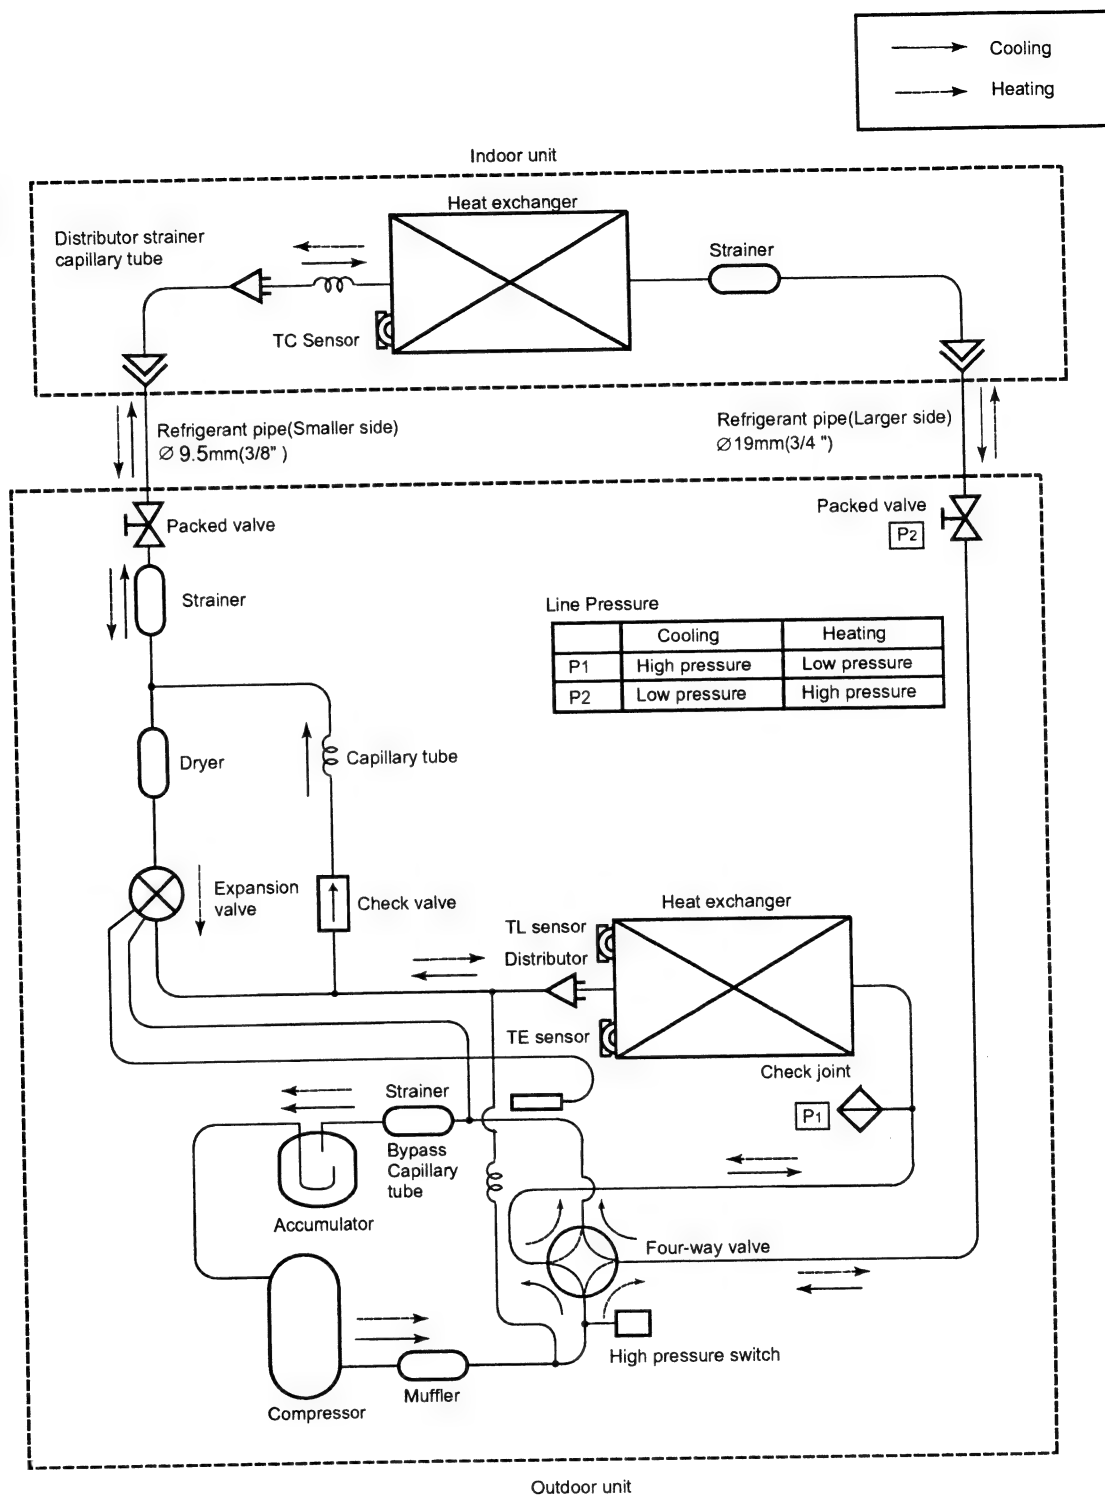 Cooling
Heating
Indoor unit
Heat exchanger
Distributor strainer
capillary tube
Strainer
TC Sensor
Refrigerant pipe(Smaller side)
Ø 9.5mm(3/8" )
Refrigerant pipe(Larger side)
Ø19mm(3/4 ")
Packed valve
Packed valve
P2
Strainer
Line Pressure
Cooling Heating
P1 High pressure Low pressure
P2 Low pressure High pressure
Dryer
Capillary tube
Expansion
valve
Check valve
Heat exchanger
TL sensor
Distributor
TE sensor
Check joint
P1
Strainer
Bypass
Capillary
tube
Accumulator
Four-way valve
High pressure switch
Muffler
Compressor
Outdoor unit